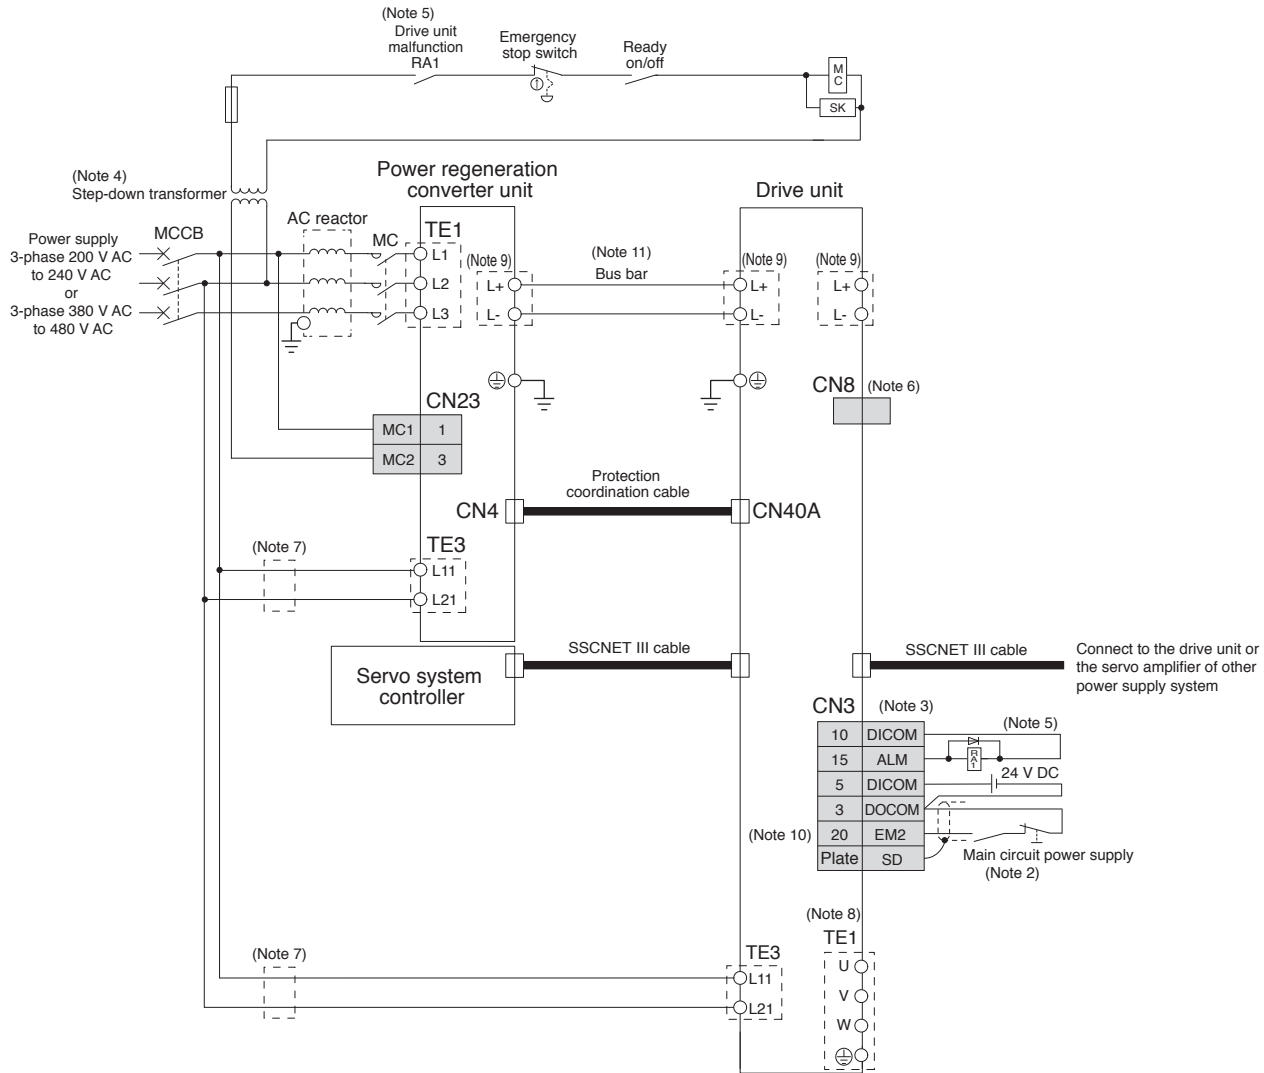 (Note 5)
Drive unit
malfunction
RA1
Emergency
stop switch
Ready
on/off
MC
SK
(Note 4)
Step-down transformer
Power regeneration
converter unit
Drive unit
AC reactor
MCCB
MC
TE1
Power supply
3-phase 200 V AC
to 240 V AC
or
3-phase 380 V AC
to 480 V AC
L1
L2
L3
(Note 9)
L+
L-
(Note 11)
Bus bar
(Note 9)
L+
L-
(Note 9)
L+
L-
CN8 (Note 6)
CN23
MC1 1
MC2 3
Protection
coordination cable
CN4
CN40A
(Note 7)
TE3
L11
L21
Servo system
controller
SSCNET III cable
SSCNET III cable
Connect to the drive unit or
the servo amplifier of other
power supply system
CN3 (Note 3)
(Note 5)
10 DICOM
15 ALM
RA1
5 DICOM
24 V DC
3 DOCOM
(Note 10) 20 EM2
Plate SD
Main circuit power supply
(Note 2)
(Note 8)
TE1
U
V
W
(Note 7)
TE3
L11
L21